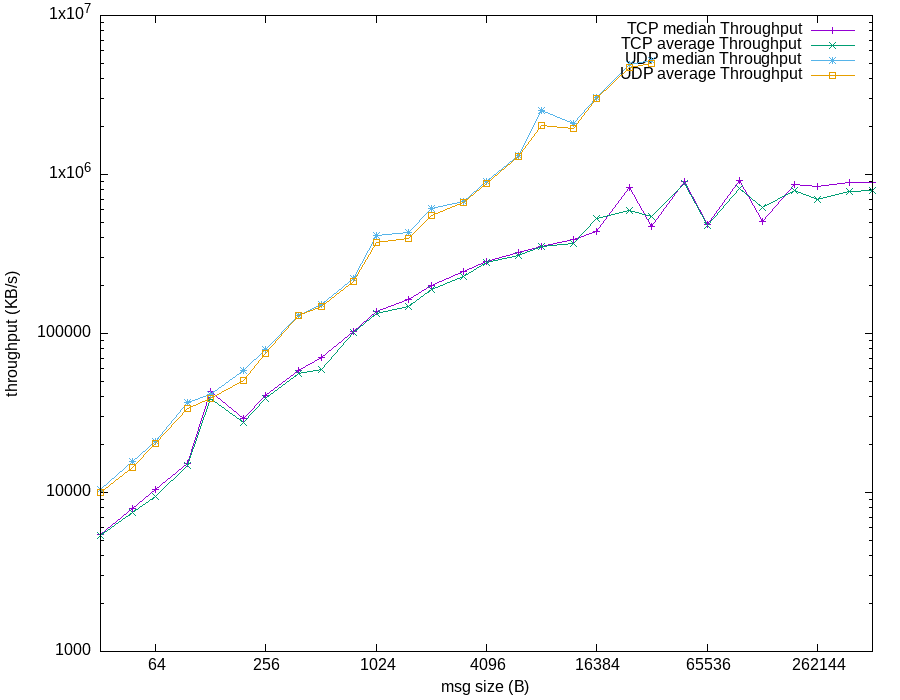 1x10^7
1x10^6
100000
10000
1000
throughput (KB/s)
TCP median Throughput
TCP average Throughput
UDP median Throughput
UDP average Throughput
64 256 1024 4096 16384 65536 262144
msg size (B)